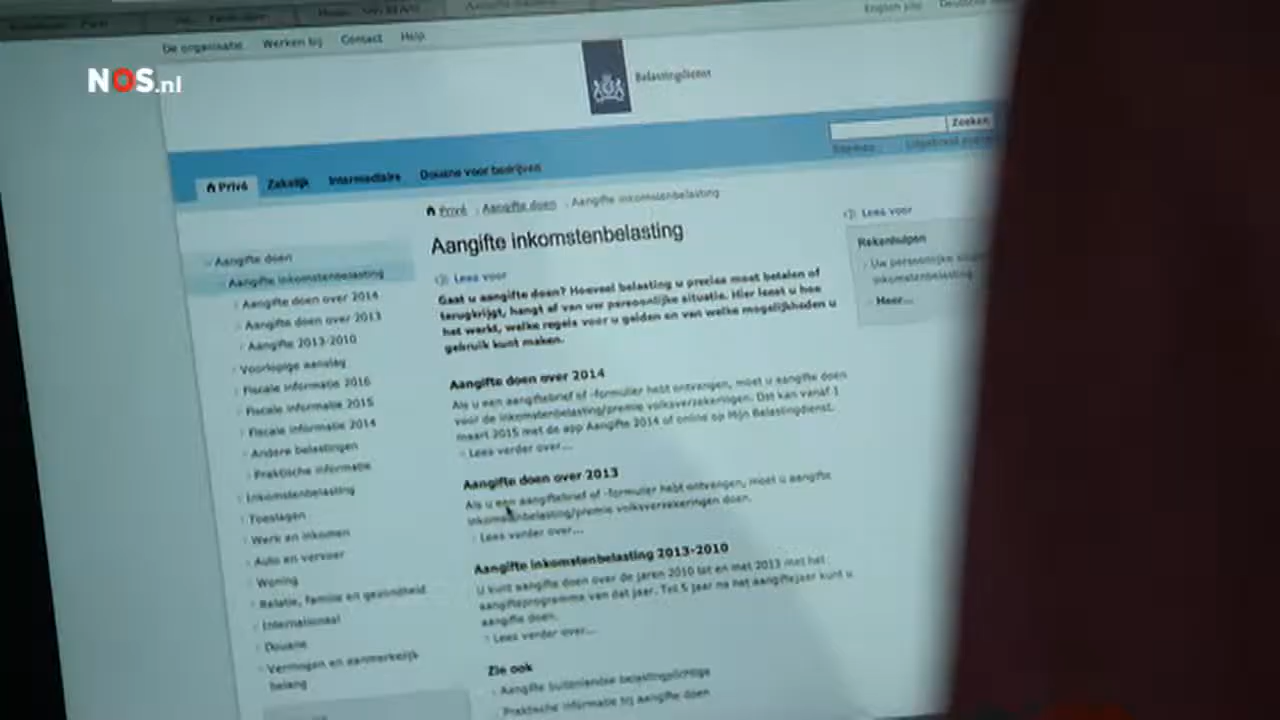 De organisatie Werken bij Contact Help
English site
NOS.nl
Belastingdienst
Zoeken
Privé Zakelijk Intermediaire Douane voor bedrijven
Sitemap
Privé Aangifte doen Aangifte inkomstenbelasting
Aangifte inkomstenbelasting
Lees voor
Gaat u aangifte doen? Hoeveel belasting u precies moet betalen of
terugkrijgt, hangt af van uw persoonlijke situatie. Hier leest u hoe
het werkt, welke regels voor u gelden en van welke mogelijkheden u
gebruik kunt maken.
Aangifte doen over 2014
Als u een aangiftebrief of -formulier hebt ontvangen, moet u aangifte doen
voor de inkomstenbelasting/premie volksverzekeringen. Dat kan vanaf 1
maart 2015 met de app Aangifte 2014 of online op Mijn Belastingdienst.
Lees verder over...
Aangifte doen over 2013
Als u een aangiftebrief of -formulier hebt ontvangen, moet u aangifte
inkomstenbelasting/premie volksverzekeringen doen.
Lees verder over...
Aangifte inkomstenbelasting 2013-2010
U kunt aangifte doen over de jaren 2010 tot en met 2013 met het
aangifteprogramma van dat jaar. Tot 5 jaar na het aangiftejaar kunt u
aangifte doen.
Lees verder over...
Zie ook
Aangifte buitenlandse belastingplichtige
Praktische informatie bij aangifte doen
Aangifte doen
Aangifte inkomstenbelasting
Aangifte doen over 2014
Aangifte doen over 2013
Aangifte 2013-2010
Voorlopige aanslag
Fiscale informatie 2016
Fiscale informatie 2015
Fiscale informatie 2014
Andere belastingen
Praktische informatie
Inkomstenbelasting
Toeslagen
Werk en inkomen
Auto en vervoer
Woning
Relatie, familie en gezondheid
Internationaal
Douane
Vermogen en aanmerkelijk
belang
Lees voor
Rekenhulpen
Uw persoonlijke
inkomstenbelasting
Meer...